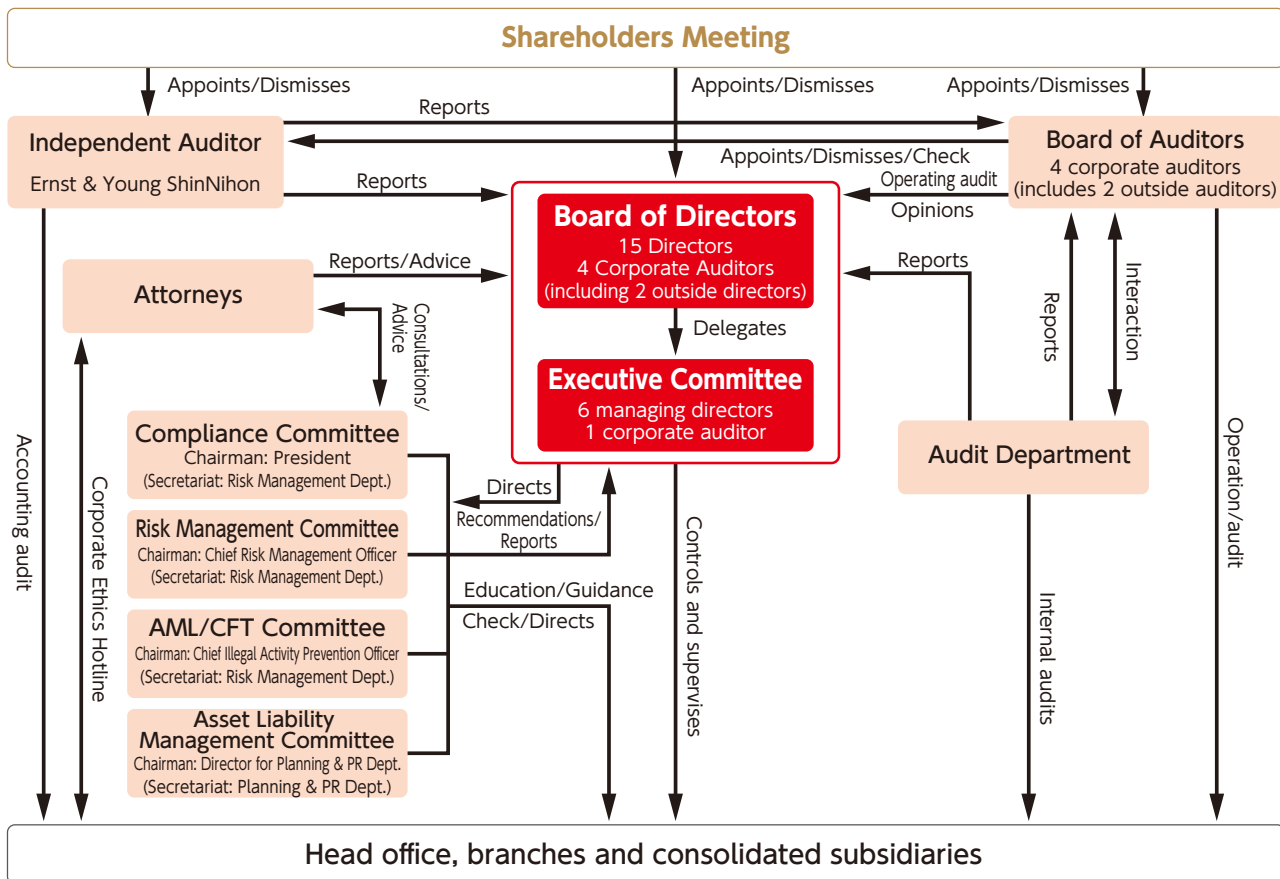 Shareholders Meeting
Appoints/Dismisses
Appoints/Dismisses
Appoints/Dismisses
Reports
Independent Auditor
Ernst & Young ShinNihon
Board of Auditors
4 corporate auditors
(includes 2 outside auditors)
Appoints/Dismisses/Check
Reports
Operating audit
Opinions
Board of Directors
15 Directors
4 Corporate Auditors
(including 2 outside directors)
Reports/Advice
Reports
Attorneys
Consultations/
Advice
Delegates
Reports
Interaction
Executive Committee
6 managing directors
1 corporate auditor
Compliance Committee
Chairman: President
(Secretariat: Risk Management Dept.)
Audit Department
Directs
Recommendations/
Reports
Risk Management Committee
Chairman: Chief Risk Management Officer
(Secretariat: Risk Management Dept.)
Education/Guidance
Check/Directs
AML/CFT Committee
Chairman: Chief Illegal Activity Prevention Officer
(Secretariat: Risk Management Dept.)
Asset Liability
Management Committee
Chairman: Director for Planning & PR Dept.
(Secretariat: Planning & PR Dept.)
Accounting audit
Corporate Ethics Hotline
Controls and supervises
Internal audits
Operation/audit
Head office, branches and consolidated subsidiaries